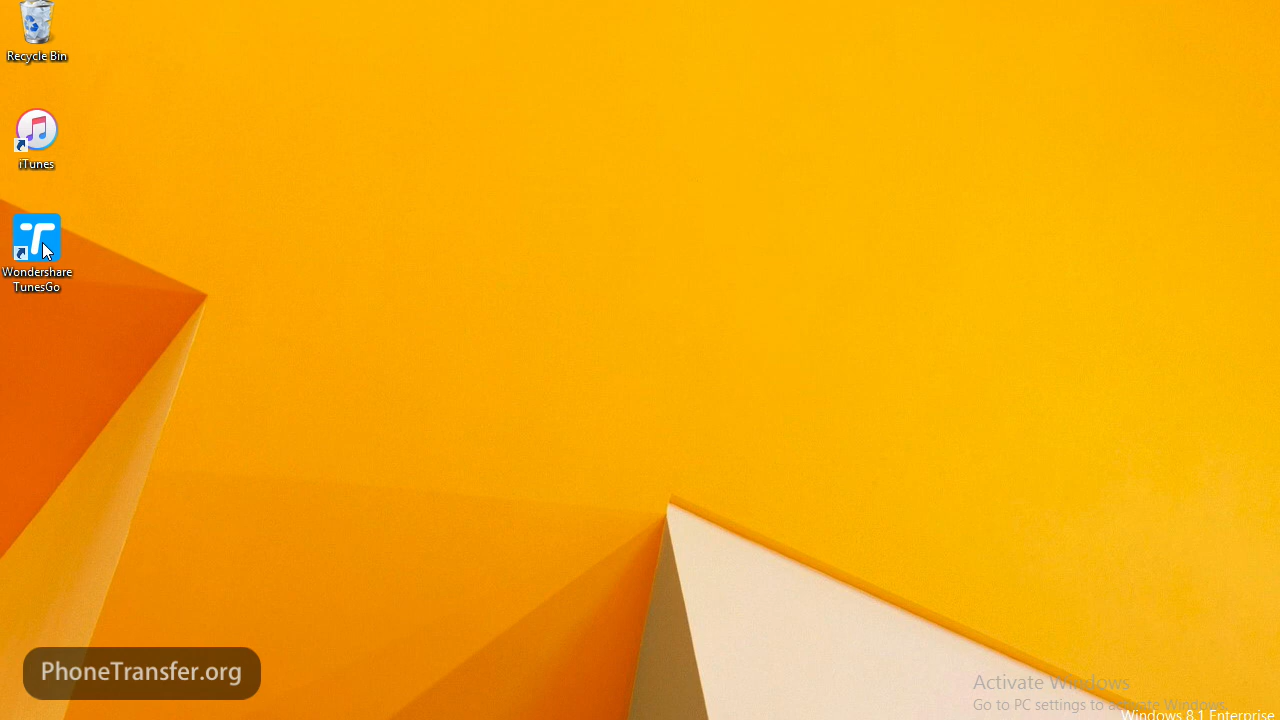 Recycle Bin
iTunes
Wondershare
TunesGo
PhoneTransfer.org
Activate Windows
Go to PC settings to activate Windows.
Windows 8.1 Enterprise